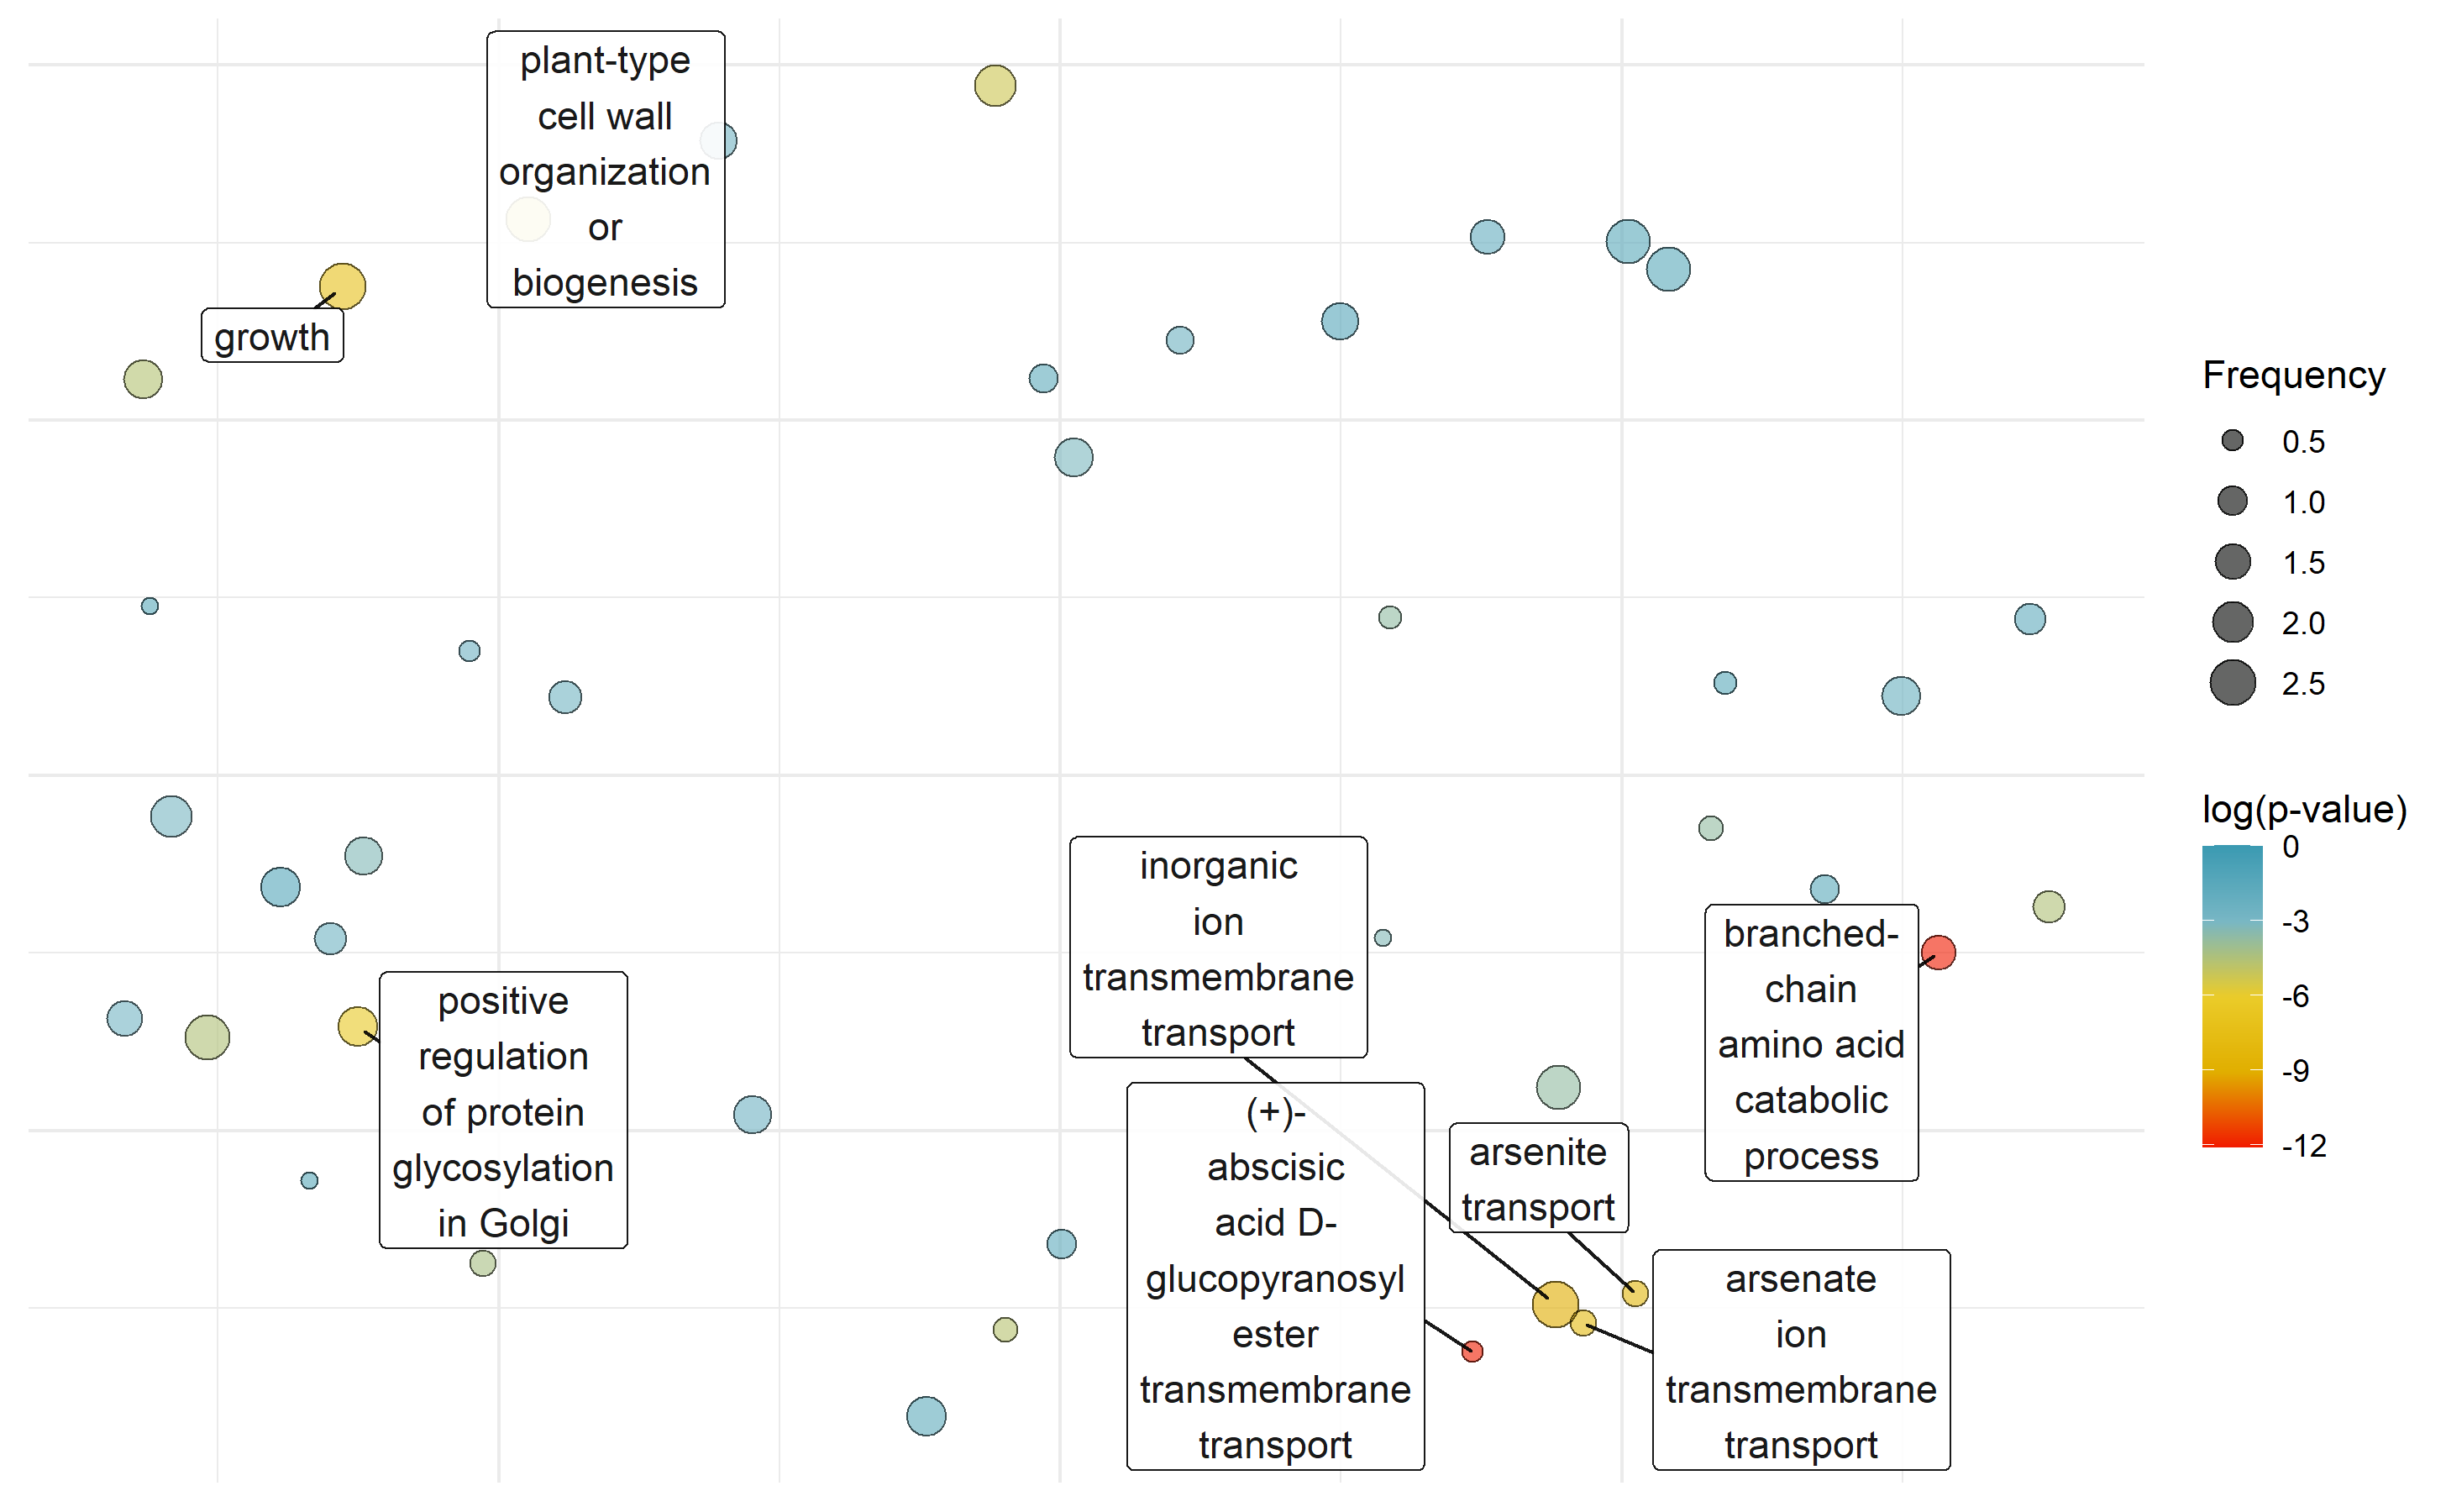 plant-type
cell wall
organization
or
biogenesis
growth
inorganic
ion
transmembrane
transport
branched-
chain
amino acid
catabolic
process
positive
regulation
of protein
glycosylation
in Golgi
(+)-
abscisic
acid D-
glucopyranosyl
ester
transmembrane
transport
arsenite
transport
arsenate
ion
transmembrane
transport
Frequency
0.5
1.0
1.5
2.0
2.5
log(p-value)
0
-3
-6
-9
-12